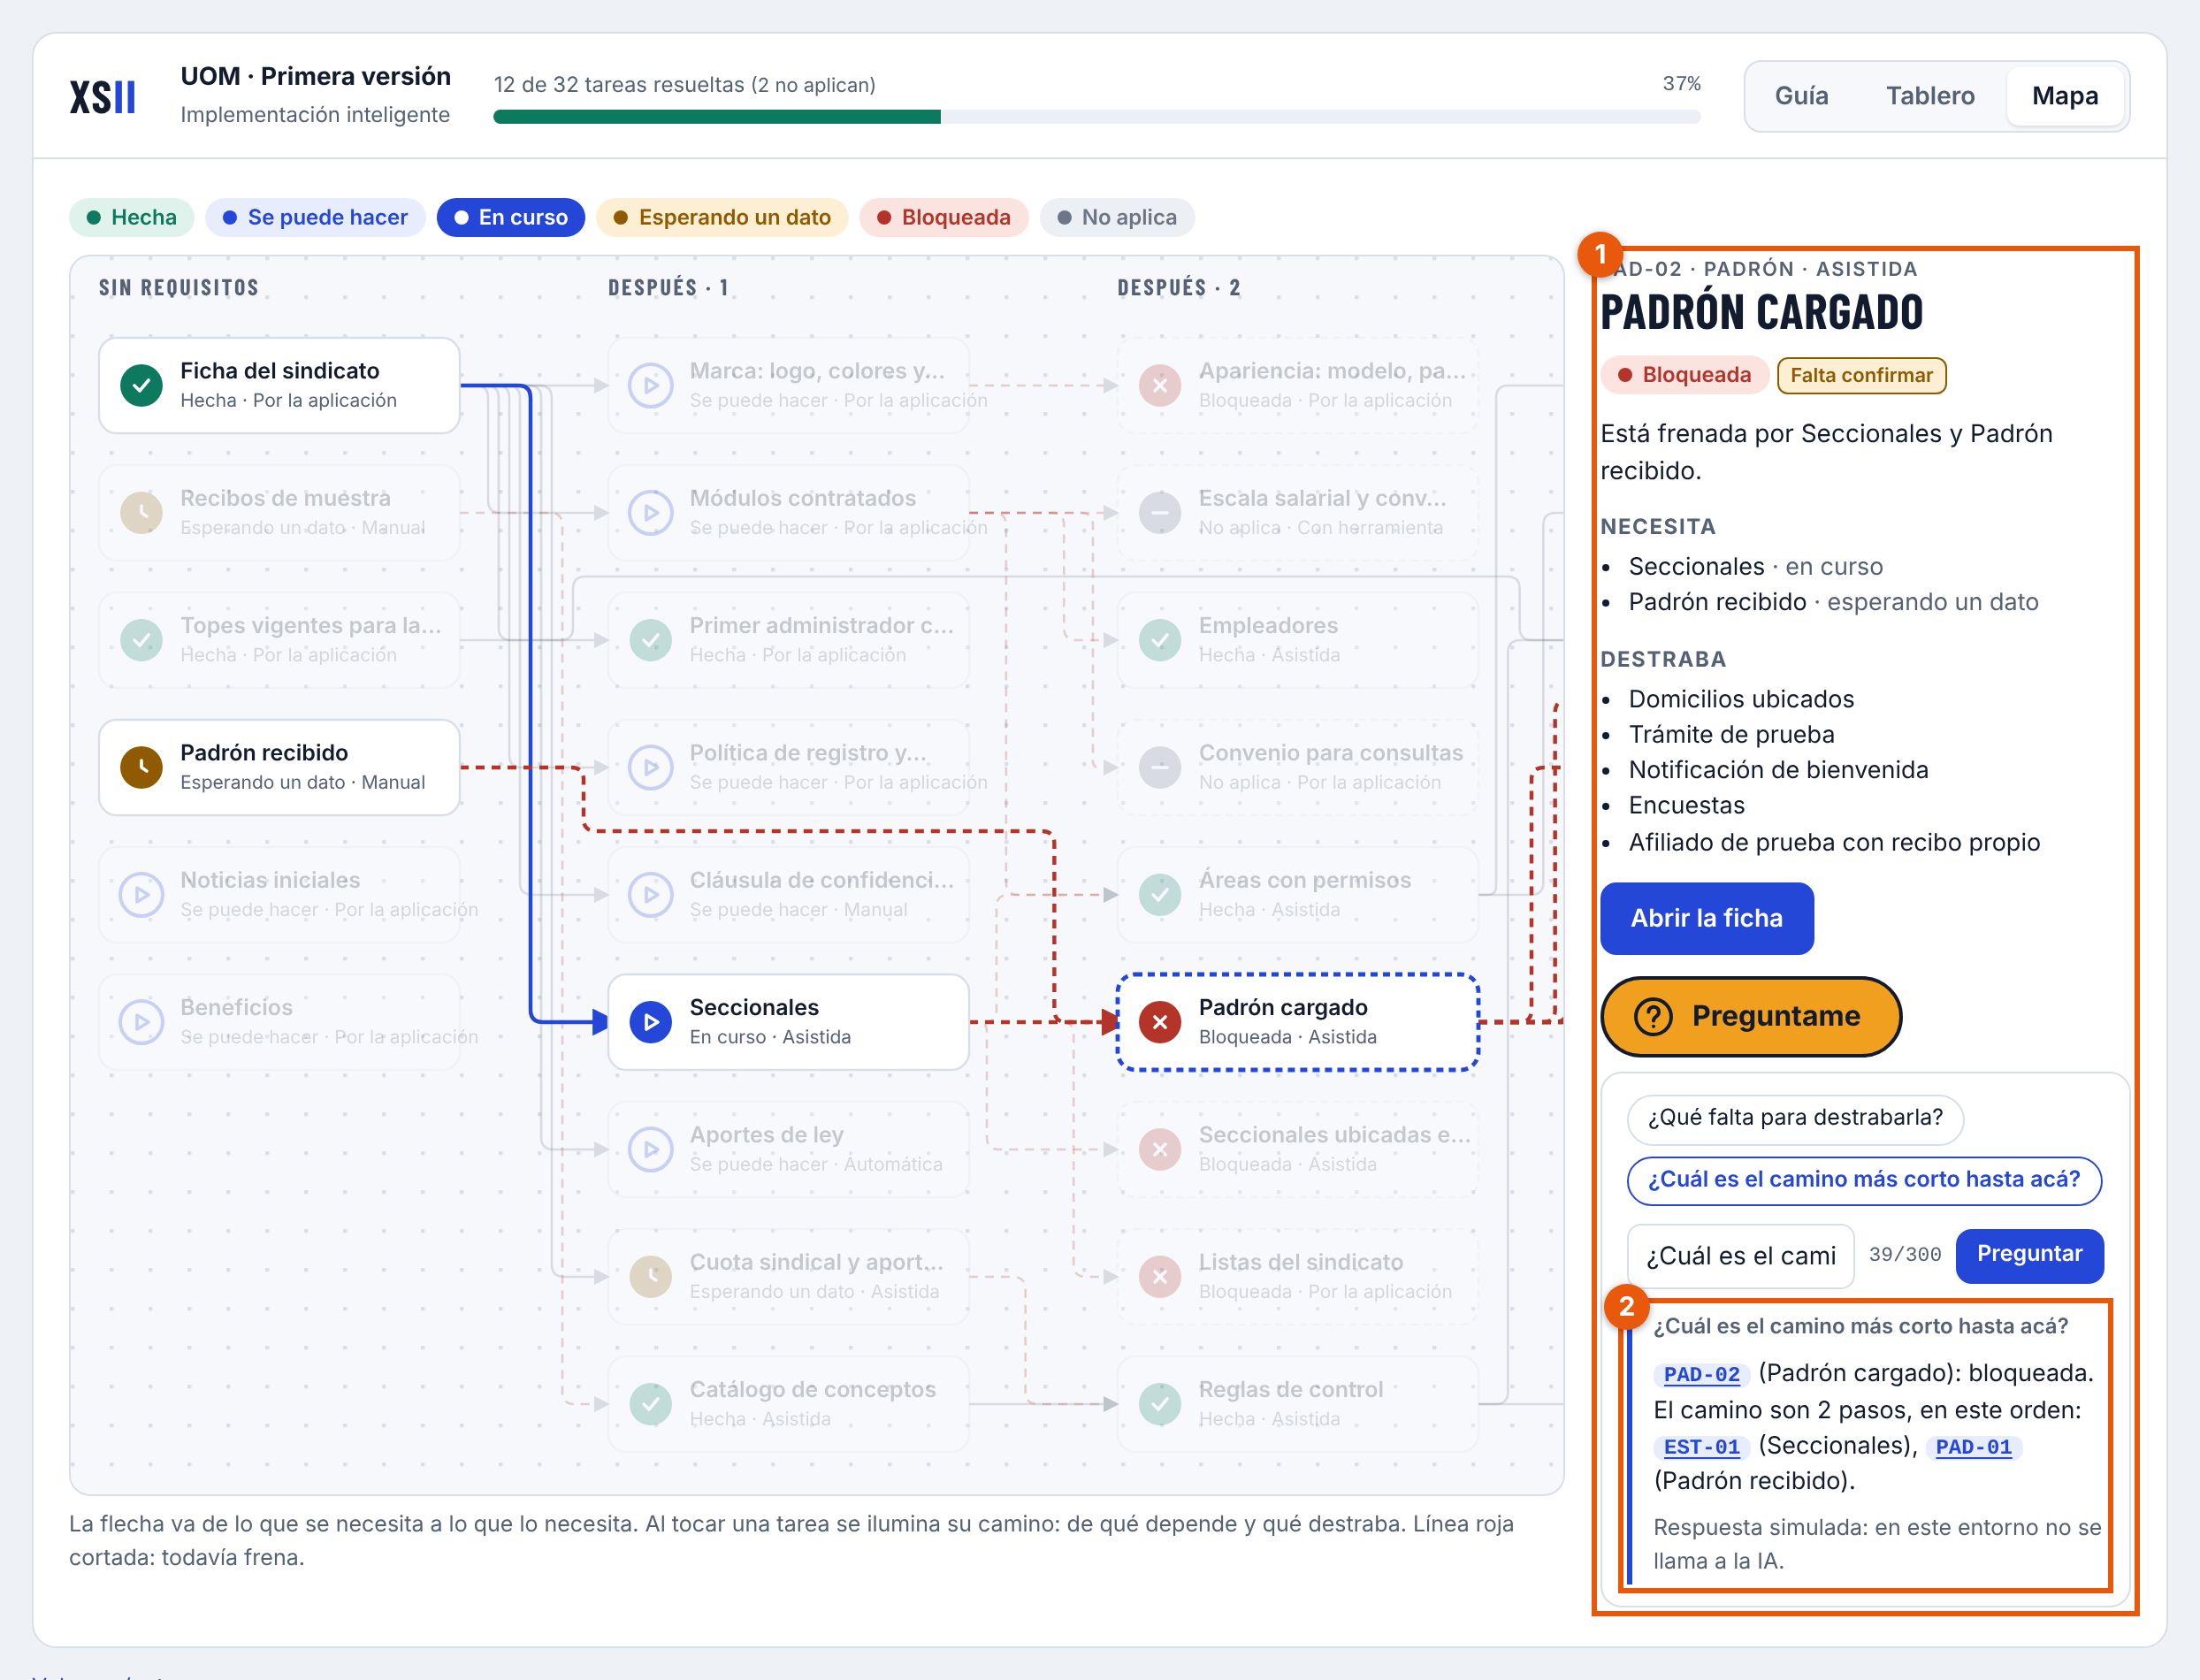 XSII
UOM · Primera versión
Implementación inteligente
12 de 32 tareas resueltas (2 no aplican)
37%
Guía
Tablero
Mapa
Hecha
Se puede hacer
En curso
Esperando un dato
Bloqueada
No aplica
SIN REQUISITOS
Ficha del sindicato
Hecha · Por la aplicación
Recibos de muestra
Esperando un dato · Manual
Topes vigentes para la...
Hecha · Por la aplicación
Padrón recibido
Esperando un dato · Manual
Noticias iniciales
Se puede hacer · Por la aplicación
Beneficios
Se puede hacer · Por la aplicación
DESPUÉS · 1
Marca: logo, colores y...
Se puede hacer · Por la aplicación
Módulos contratados
Se puede hacer · Por la aplicación
Primer administrador c...
Hecha · Por la aplicación
Política de registro y...
Se puede hacer · Por la aplicación
Cláusula de confidenci...
Se puede hacer · Manual
Seccionales
En curso · Asistida
Aportes de ley
Se puede hacer · Automática
Cuota sindical y aport...
Esperando un dato · Asistida
Catálogo de conceptos
Hecha · Asistida
DESPUÉS · 2
Apariencia: modelo, pa...
Bloqueada · Por la aplicación
Escala salarial y conv...
No aplica · Con herramienta
Empleadores
Hecha · Asistida
Convenio para consultas
No aplica · Por la aplicación
Áreas con permisos
Hecha · Asistida
Padrón cargado
Bloqueada · Asistida
Seccionales ubicadas e...
Bloqueada · Asistida
Listas del sindicato
Bloqueada · Por la aplicación
Reglas de control
Hecha · Asistida
La flecha va de lo que se necesita a lo que lo necesita. Al tocar una tarea se ilumina su camino: de qué depende y qué destraba. Línea roja
cortada: todavía frena.
1
AD-02 · PADRÓN · ASISTIDA
PADRÓN CARGADO
Bloqueada
Falta confirmar
Está frenada por Seccionales y Padrón
recibido.
NECESITA
• Seccionales · en curso
• Padrón recibido · esperando un dato
DESTRABA
• Domicilios ubicados
• Trámite de prueba
• Notificación de bienvenida
• Encuestas
• Afiliado de prueba con recibo propio
Abrir la ficha
Preguntame
¿Qué falta para destrabarla?
¿Cuál es el camino más corto hasta acá?
¿Cuál es el cami
39/300
Preguntar
2
¿Cuál es el camino más corto hasta acá?
PAD-02 (Padrón cargado): bloqueada.
El camino son 2 pasos, en este orden:
EST-01 (Seccionales), PAD-01
(Padrón recibido).
Respuesta simulada: en este entorno no se
llama a la IA.